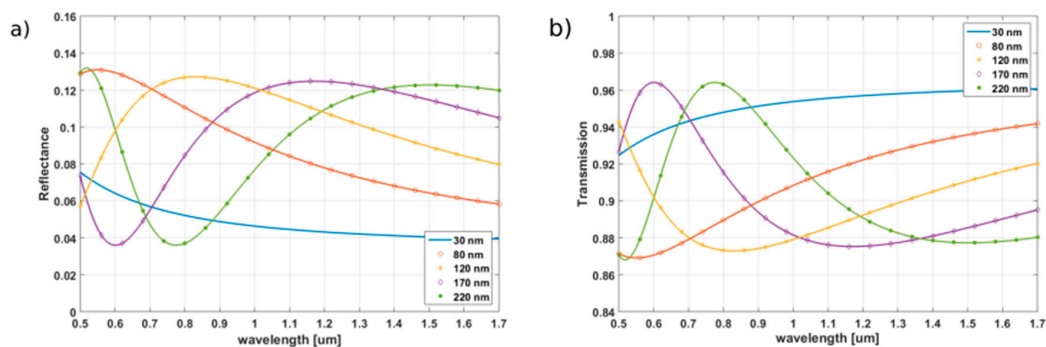 a)
0.16
0.14
0.12
0.1
0.08
0.06
0.04
0.02
0
Reflectance
0.5 0.6 0.7 0.8 0.9 1 1.1 1.2 1.3 1.4 1.5 1.6 1.7
wavelength [um]
30 nm
80 nm
120 nm
170 nm
220 nm
b)
1
0.98
0.96
0.94
0.92
0.9
0.88
0.86
0.84
Transmission
0.5 0.6 0.7 0.8 0.9 1 1.1 1.2 1.3 1.4 1.5 1.6 1.7
wavelength [um]
30 nm
80 nm
120 nm
170 nm
220 nm